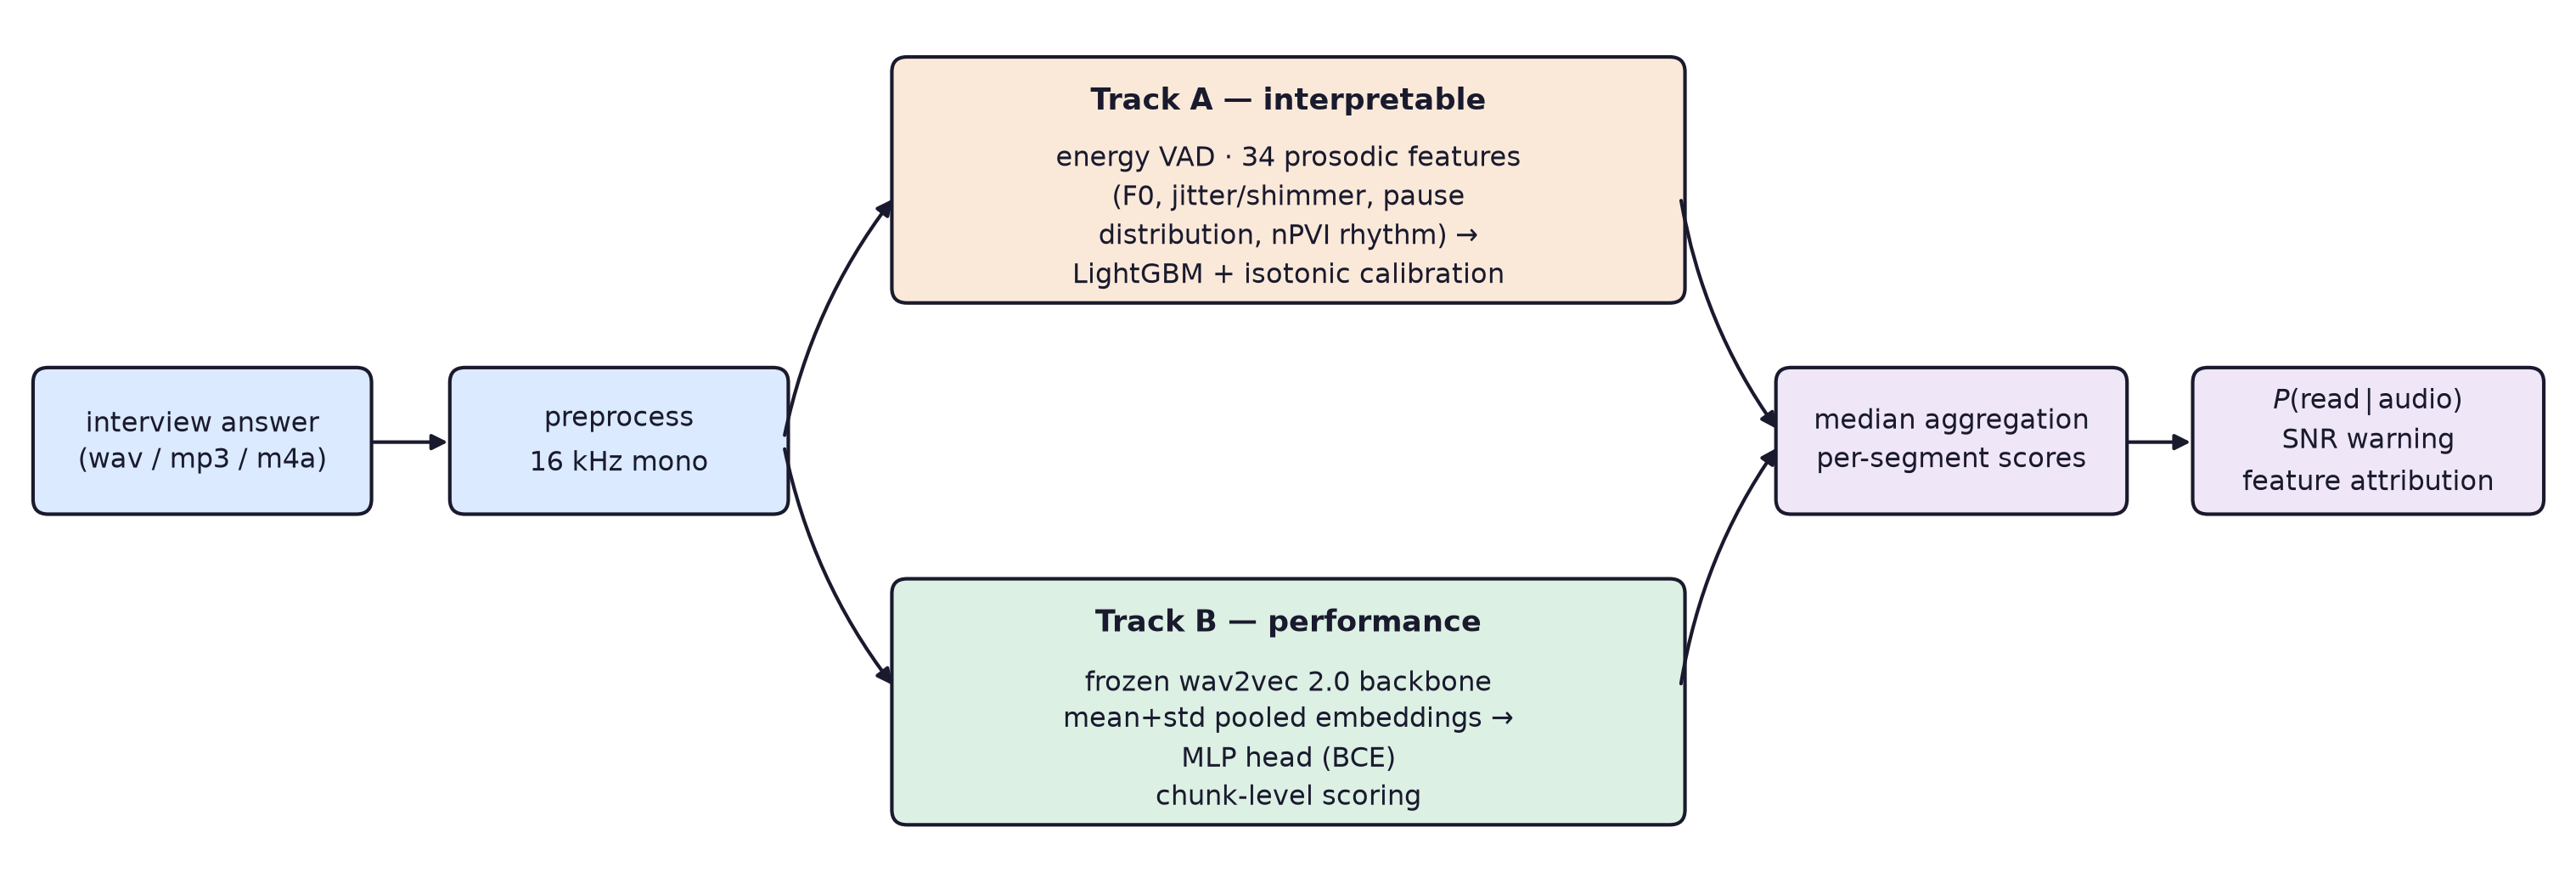 interview answer
(wav / mp3 / m4a)
preprocess
16 kHz mono
Track A — interpretable
energy VAD · 34 prosodic features
(F0, jitter/shimmer, pause
distribution, nPVI rhythm) →
LightGBM + isotonic calibration
Track B — performance
frozen wav2vec 2.0 backbone
mean+std pooled embeddings →
MLP head (BCE)
chunk-level scoring
median aggregation
per-segment scores
P(read | audio)
SNR warning
feature attribution